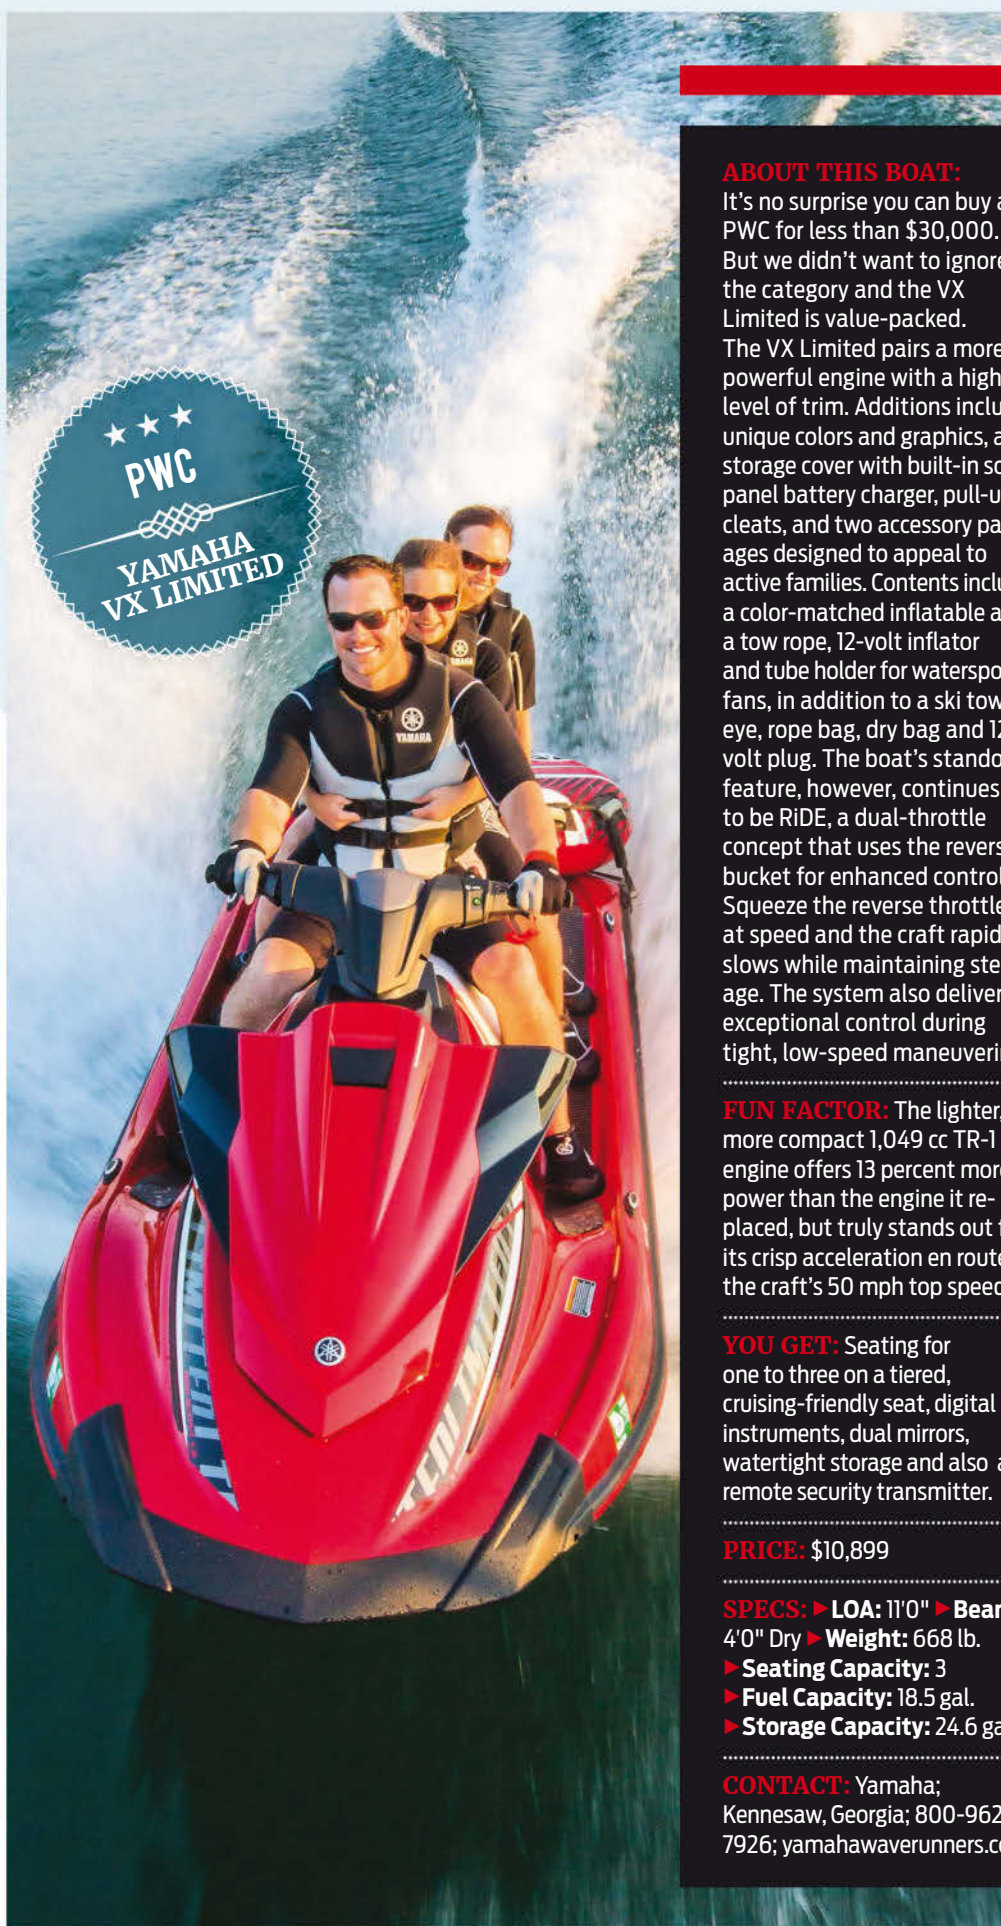 PWC
YAMAHA
VX LIMITED
YAMAHA
ABOUT THIS BOAT:
It’s no surprise you can buy a
PWC for less than $30,000.
But we didn’t want to ignore
the category and the VX
Limited is value-packed.
The VX Limited pairs a more
powerful engine with a high
level of trim. Additions inclu
unique colors and graphics, a
storage cover with built-in so
panel battery charger, pull-u
cleats, and two accessory pa
ages designed to appeal to
active families. Contents inclu
a color-matched inflatable a
a tow rope, 12-volt inflator
and tube holder for waterspo
fans, in addition to a ski tow
eye, rope bag, dry bag and 12
volt plug. The boat’s stando
feature, however, continues
to be RiDE, a dual-throttle
concept that uses the revers
bucket for enhanced control
Squeeze the reverse throttle
at speed and the craft rapid
slows while maintaining ste
age. The system also deliver
exceptional control during
tight, low-speed maneuveri
FUN FACTOR: The lighter,
more compact 1,049 cc TR-1
engine offers 13 percent more
power than the engine it re-
placed, but truly stands out f
its crisp acceleration en route
the craft’s 50 mph top speed
YOU GET: Seating for
one to three on a tiered,
cruising-friendly seat, digital
instruments, dual mirrors,
watertight storage and also a
remote security transmitter.
PRICE: $10,899
SPECS: ▶LOA: 11'0" ▶Bear
4'0" Dry ▶Weight: 668 lb.
▶Seating Capacity: 3
▶Fuel Capacity: 18.5 gal.
▶Storage Capacity: 24.6 ga
CONTACT: Yamaha;
Kennesaw, Georgia; 800-962
7926; yamahawaverunners.co